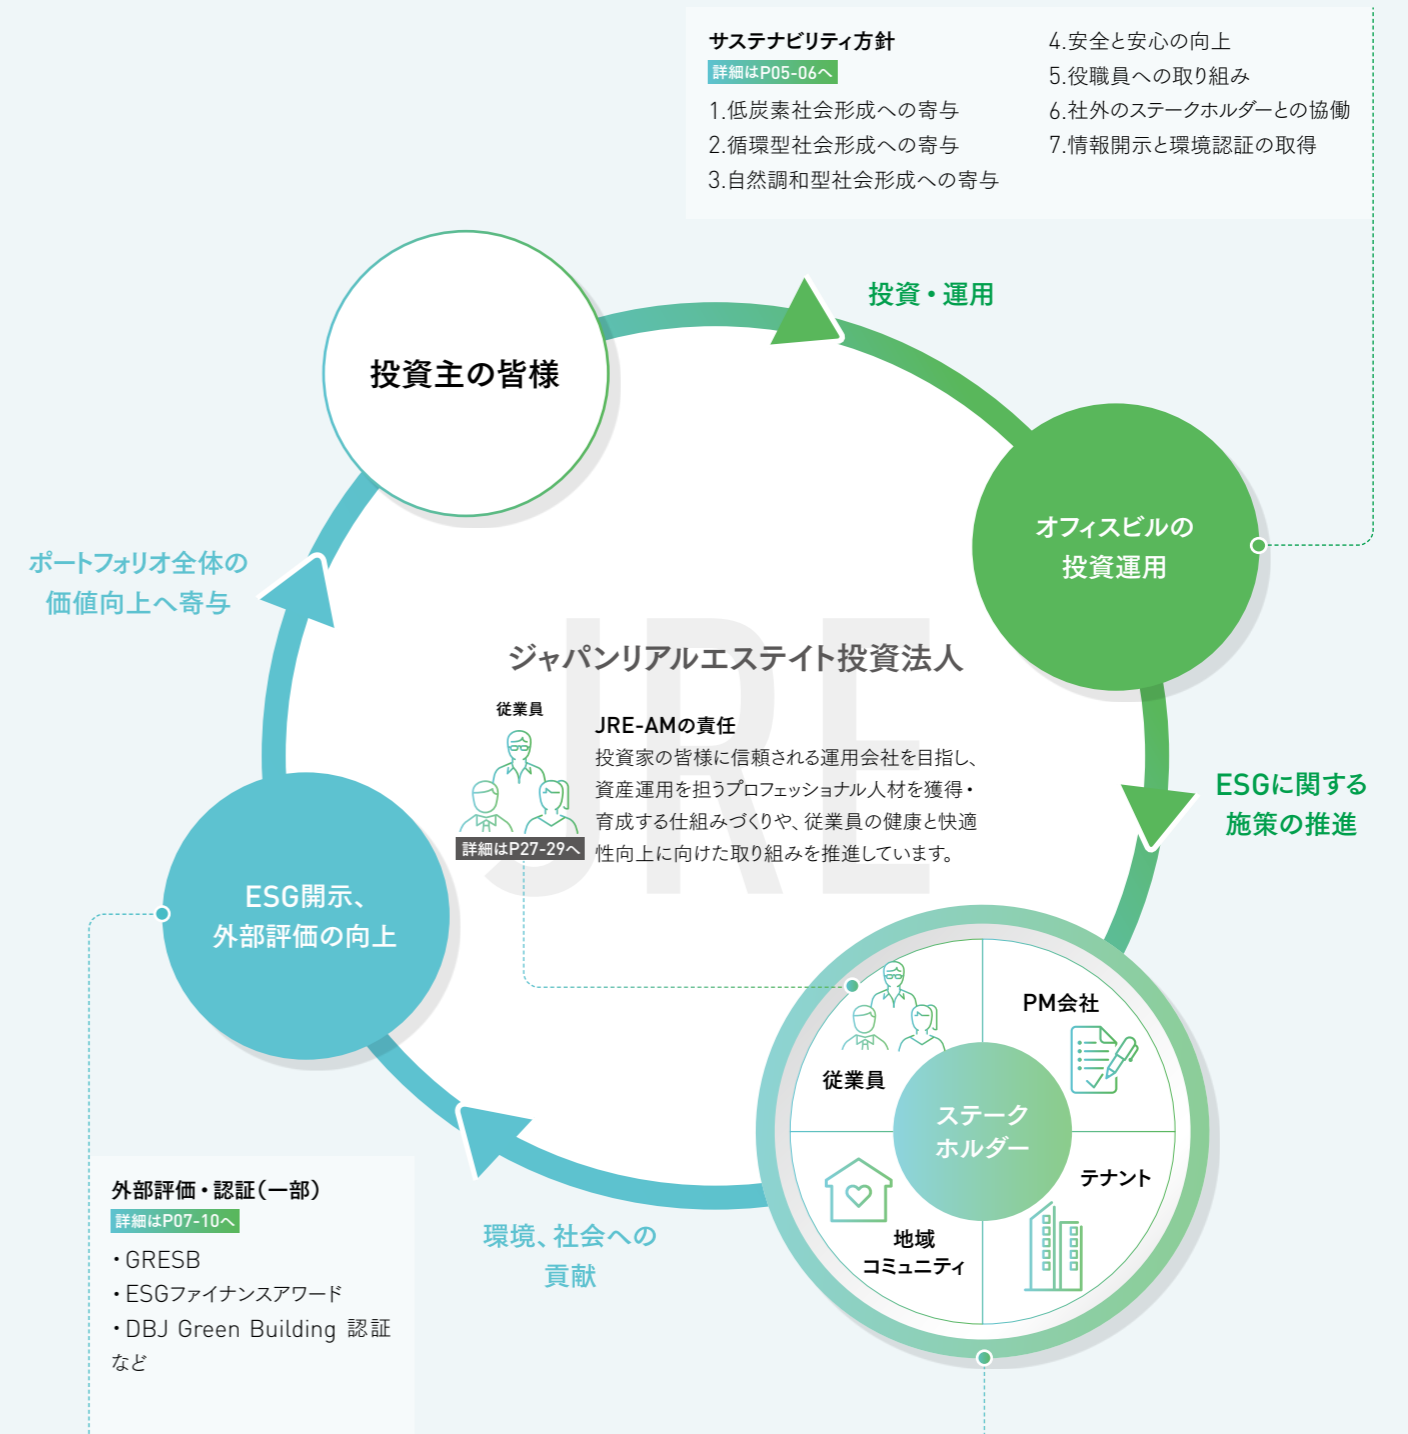 サステナビリティ方針
詳細はP05-06へ
1.低炭素社会形成への寄与
2.循環型社会形成への寄与
3.自然調和型社会形成への寄与
4.安全と安心の向上
5.役職員への取り組み
6.社外のステークホルダーとの協働
7.情報開示と環境認証の取得
投資・運用
投資主の皆様
オフィスビルの
投資運用
ポートフォリオ全体の
価値向上へ寄与
JRE
ジャパンリアルエステイト投資法人
従業員
詳細はP27-29へ
JRE-AMの責任
投資家の皆様に信頼される運用会社を目指し、
資産運用を担うプロフェッショナル人材を獲得・
育成する仕組みづくりや、従業員の健康と快適
性向上に向けた取り組みを推進しています。
ESGに関する
施策の推進
ESG開示、
外部評価の向上
PM会社
従業員
ステーク
ホルダー
テナント
地域
コミュニティ
環境、社会への
貢献
外部評価・認証（一部）
詳細はP07-10へ
・GRESB
・ESGファイナンスアワード
・DBJ Green Building 認証
など